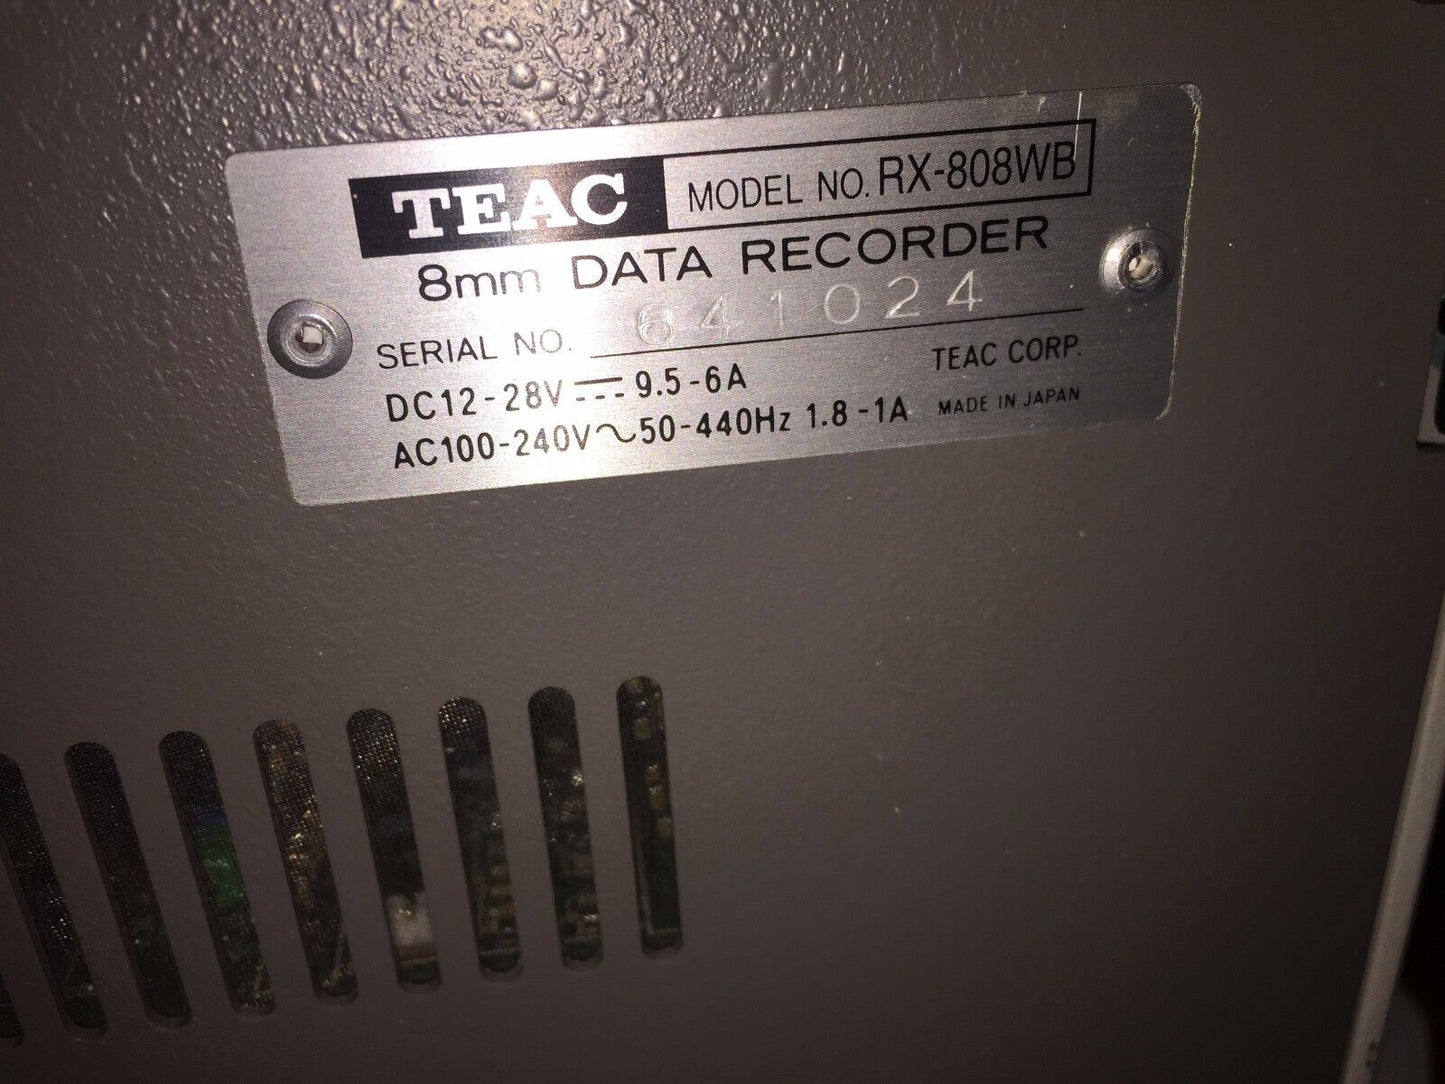 TEAC MODEL NO. RX-808WB
8mm DATA RECORDER
SERIAL NO. 641024
DC12-28V ⎓ 9.5-6A TEAC CORP.
AC100-240V～50-440Hz 1.8-1A MADE IN JAPAN